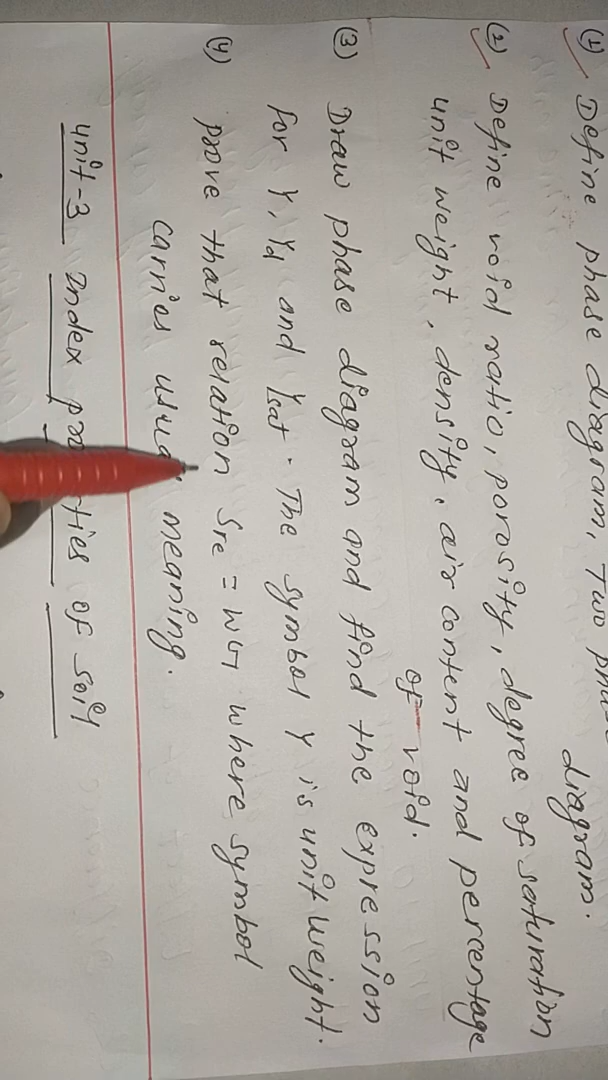 (1) Define phase diagram, Two phase
diagram.
(2) Define void ratio, porosity, degree of saturation
unit weight, density, air content and percentage
of void.
(3) Draw phase diagram and find the expression
for γ, γd and γsat. The symbol γ is unit weight.
(4) prove that relation Sre = wG where symbol
carries meaning.
unit-3 Index of soil